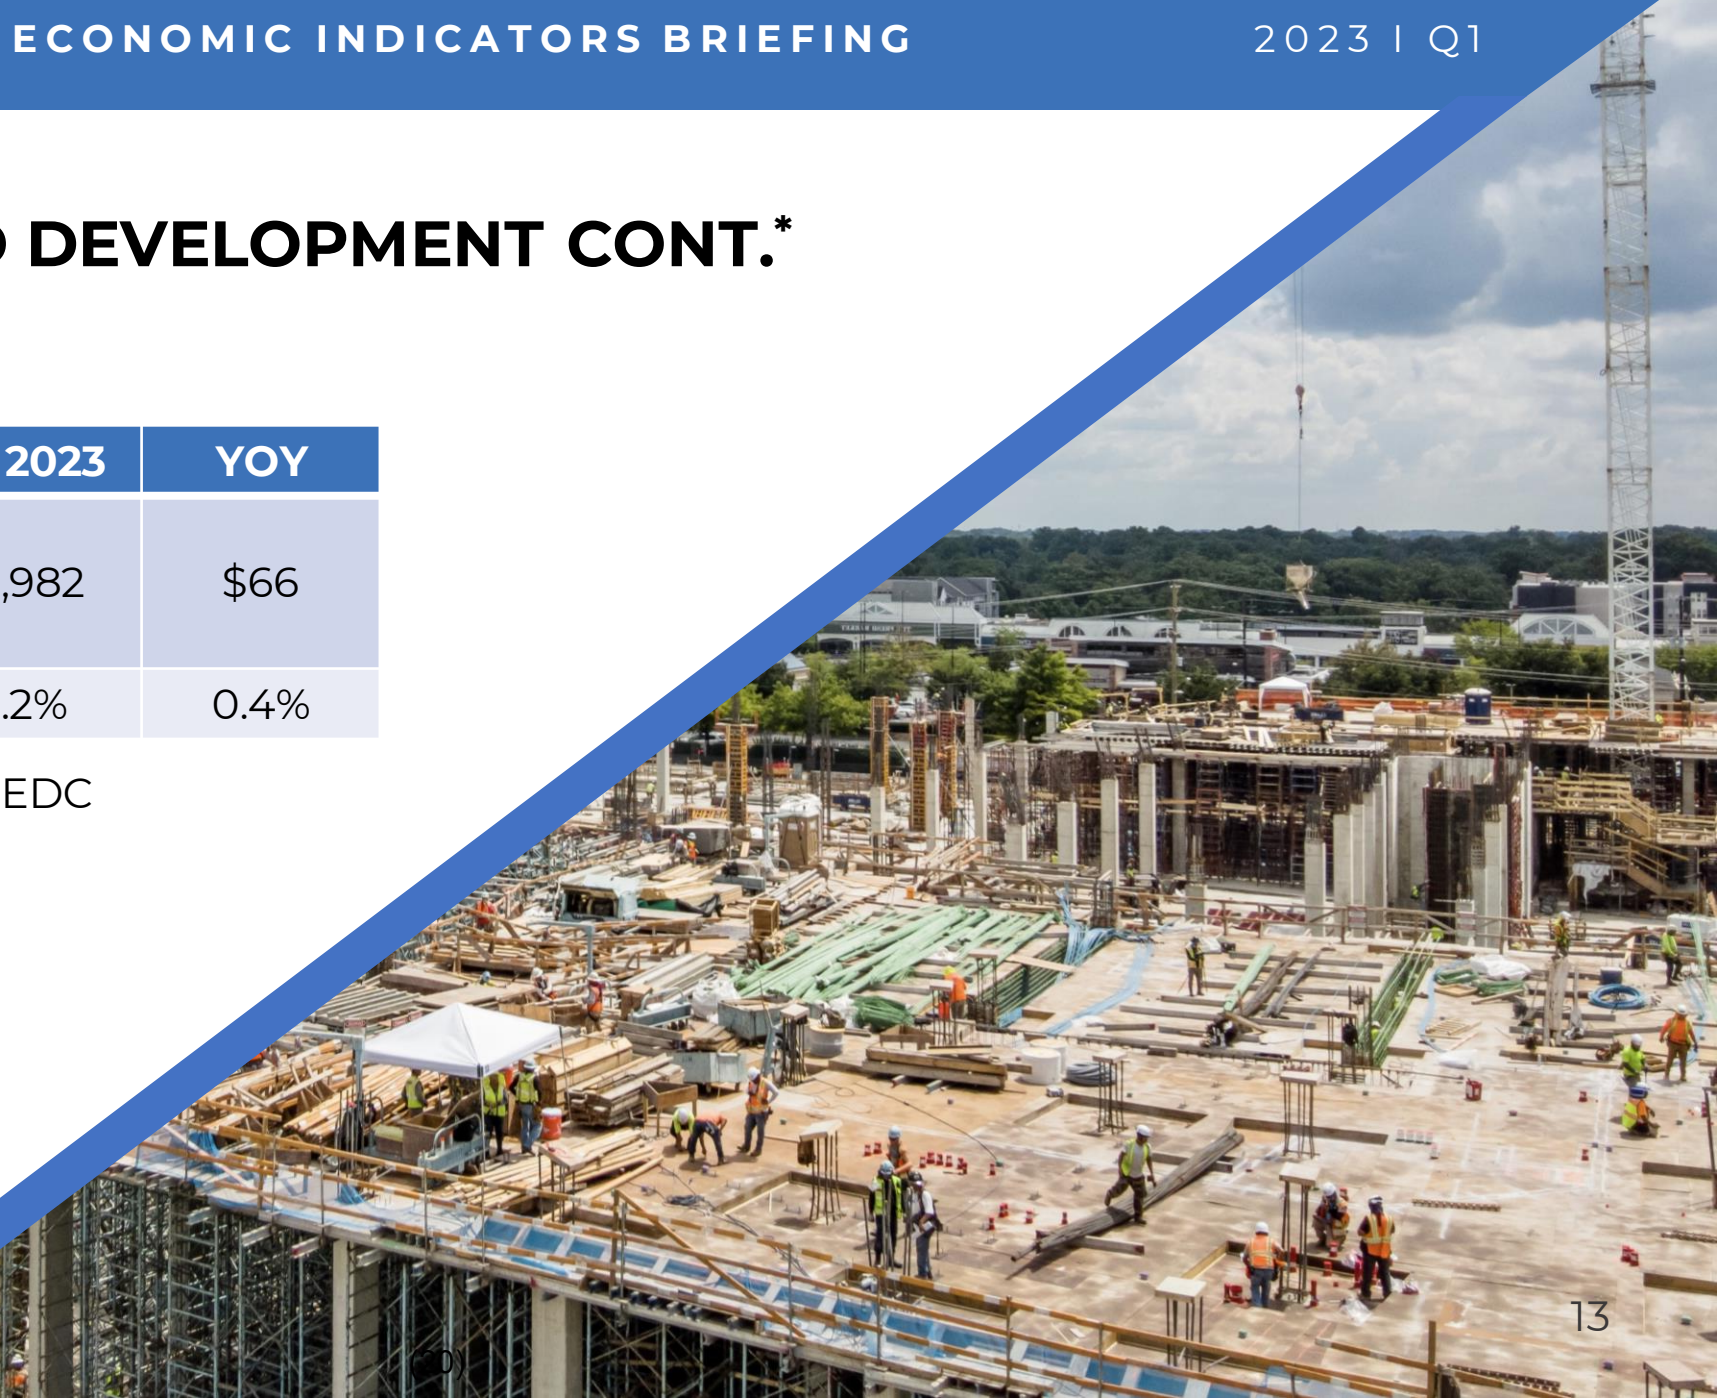 ECONOMIC INDICATORS BRIEFING 2023 | Q1
DEVELOPMENT CONT.*
2023 YOY
,982 $66
.2% 0.4%
EDC
13